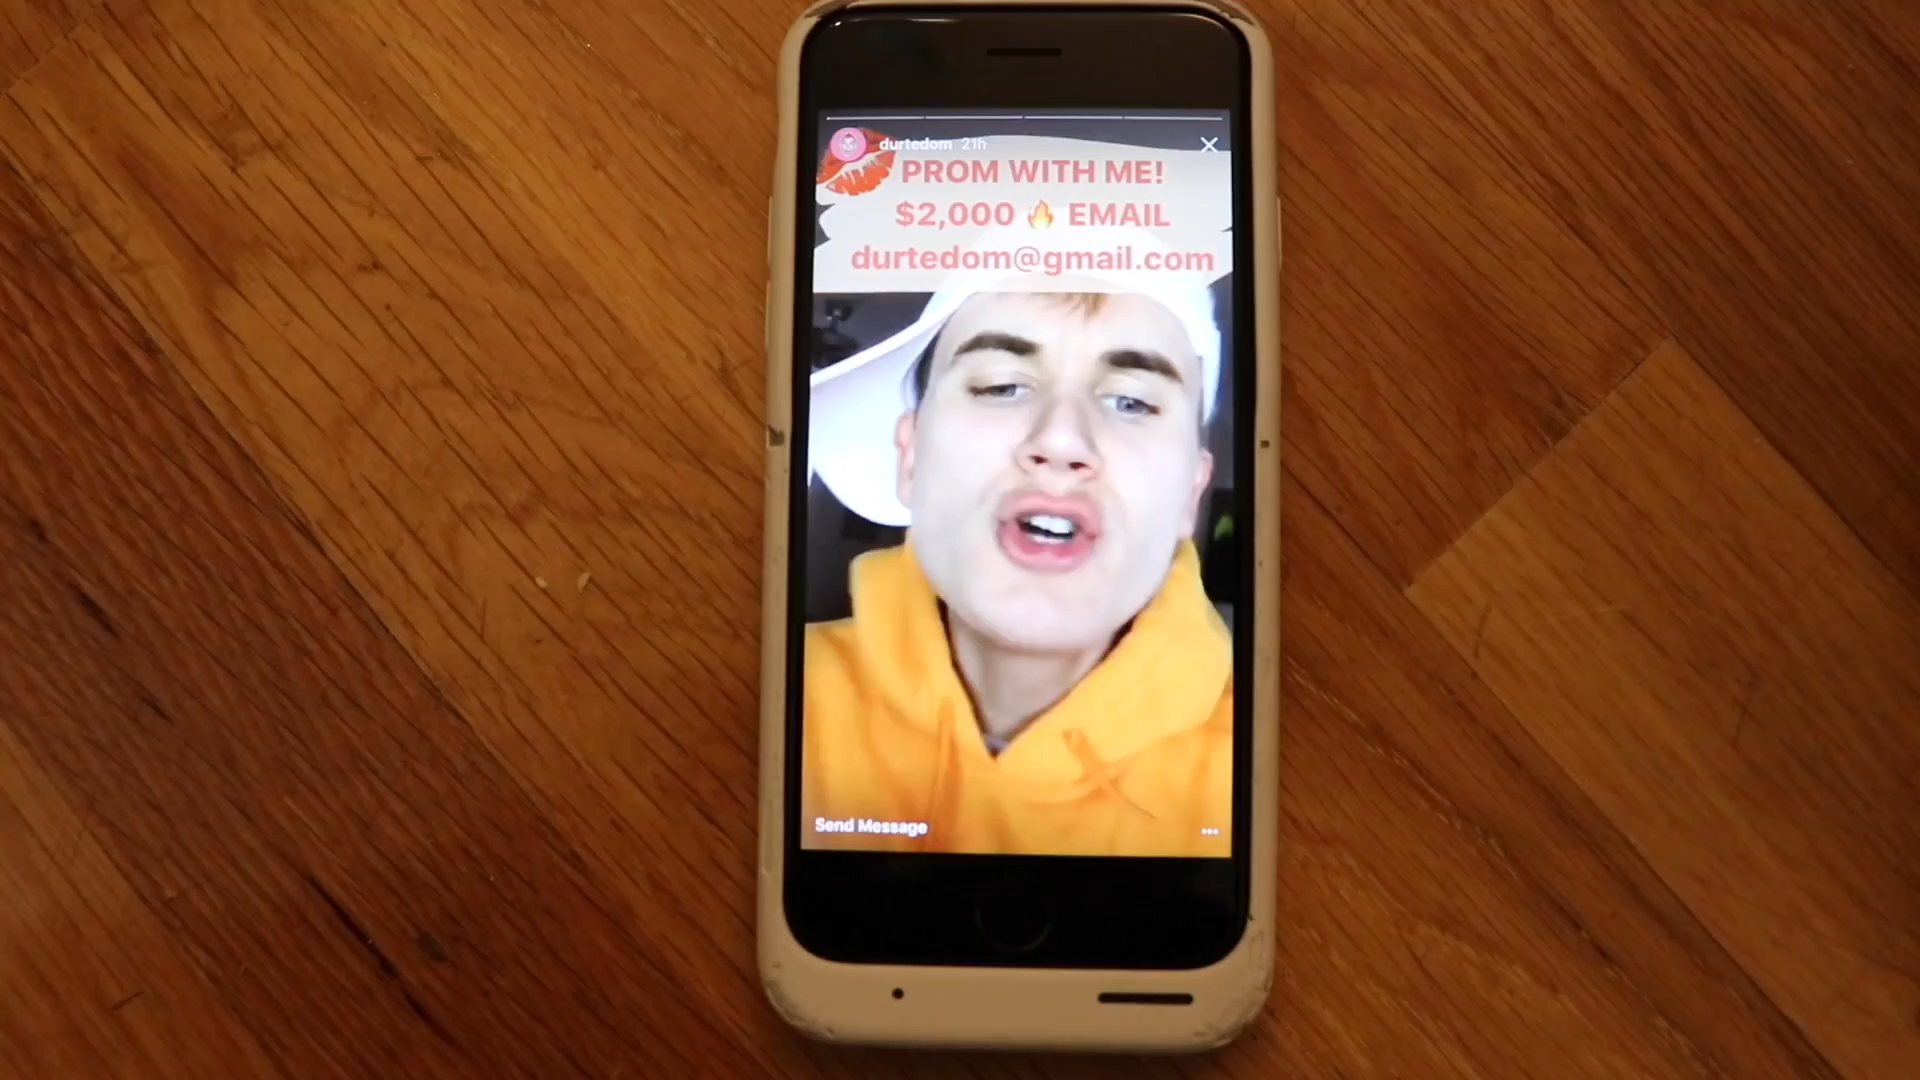 durtedom 21h
PROM WITH ME!
$2,000 🔥 EMAIL
durtedom@gmail.com
Send Message